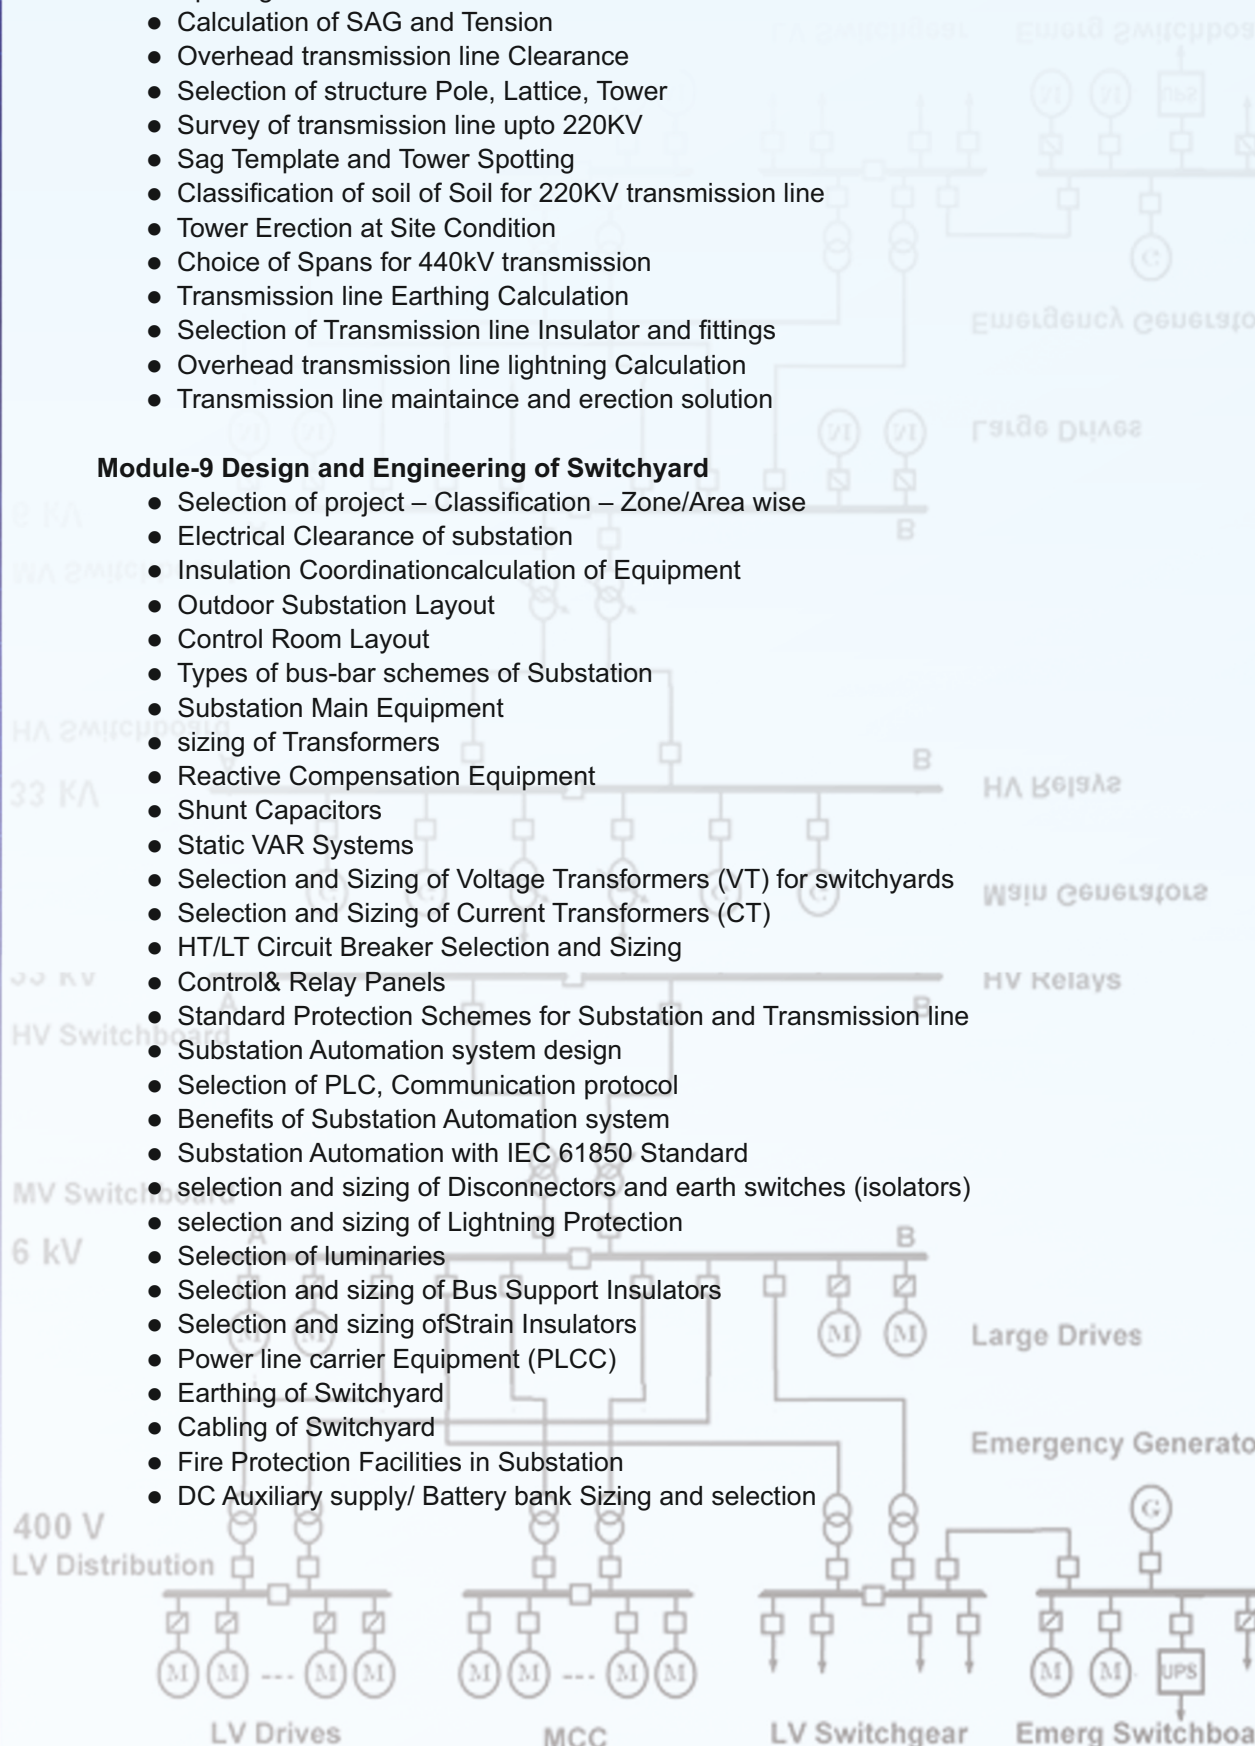 ● Calculation of SAG and Tension
● Overhead transmission line Clearance
● Selection of structure Pole, Lattice, Tower
● Survey of transmission line upto 220KV
● Sag Template and Tower Spotting
● Classification of soil of Soil for 220KV transmission line
● Tower Erection at Site Condition
● Choice of Spans for 440kV transmission
● Transmission line Earthing Calculation
● Selection of Transmission line Insulator and fittings
● Overhead transmission line lightning Calculation
● Transmission line maintaince and erection solution
Module-9 Design and Engineering of Switchyard
● Selection of project – Classification – Zone/Area wise
● Electrical Clearance of substation
● Insulation Coordinationcalculation of Equipment
● Outdoor Substation Layout
● Control Room Layout
● Types of bus-bar schemes of Substation
● Substation Main Equipment
● sizing of Transformers
● Reactive Compensation Equipment
● Shunt Capacitors
● Static VAR Systems
● Selection and Sizing of Voltage Transformers (VT) for switchyards
● Selection and Sizing of Current Transformers (CT)
● HT/LT Circuit Breaker Selection and Sizing
● Control& Relay Panels
● Standard Protection Schemes for Substation and Transmission line
● Substation Automation system design
● Selection of PLC, Communication protocol
● Benefits of Substation Automation system
● Substation Automation with IEC 61850 Standard
● selection and sizing of Disconnectors and earth switches (isolators)
● selection and sizing of Lightning Protection
● Selection of luminaries
● Selection and sizing of Bus Support Insulators
● Selection and sizing ofStrain Insulators
● Power line carrier Equipment (PLCC)
● Earthing of Switchyard
● Cabling of Switchyard
● Fire Protection Facilities in Substation
● DC Auxiliary supply/ Battery bank Sizing and selection
HV Switchboard
33 kV
HV Relays
Main Generators
HV Switchboard
MV Switchboard
6 kV
A
B
Large Drives
M M M M
Emergency Generato
G
400 V
LV Distribution
M M --- M M
M M --- M M
M M UPS
LV Drives
MCC
LV Switchgear
Emerg Switchboa